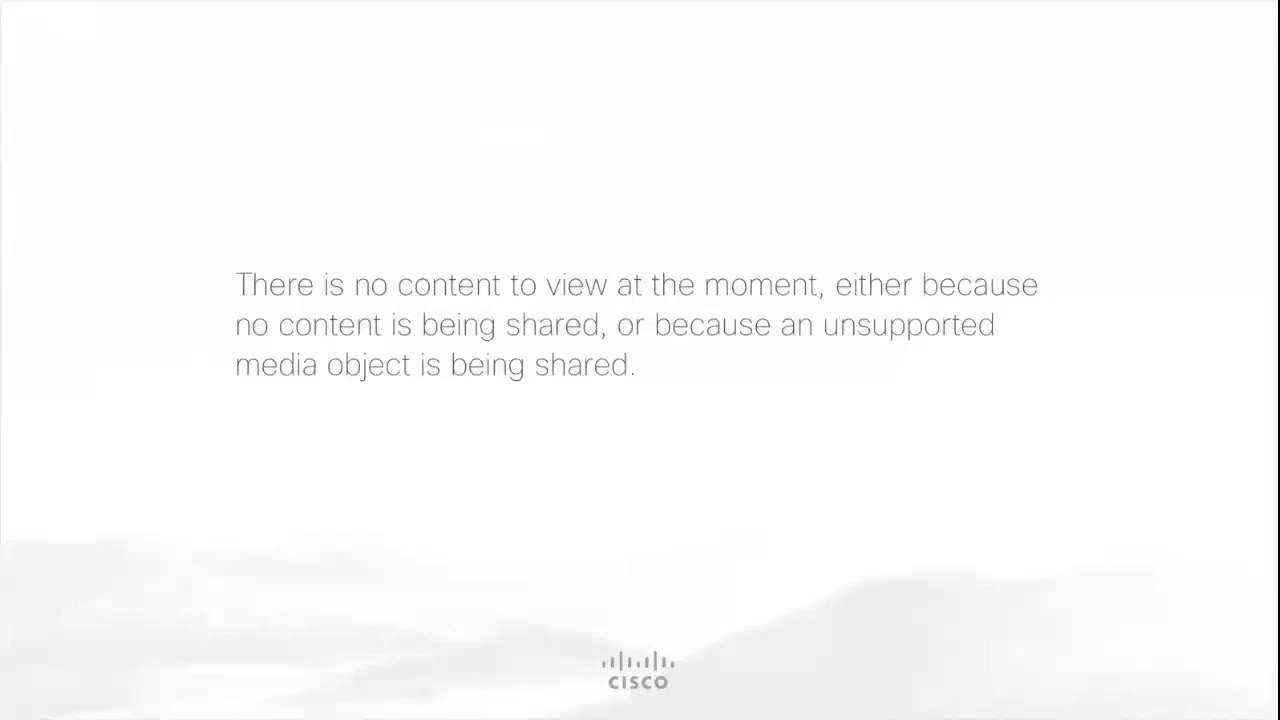 There is no content to view at the moment, either because
no content is being shared, or because an unsupported
media object is being shared.
CISCO